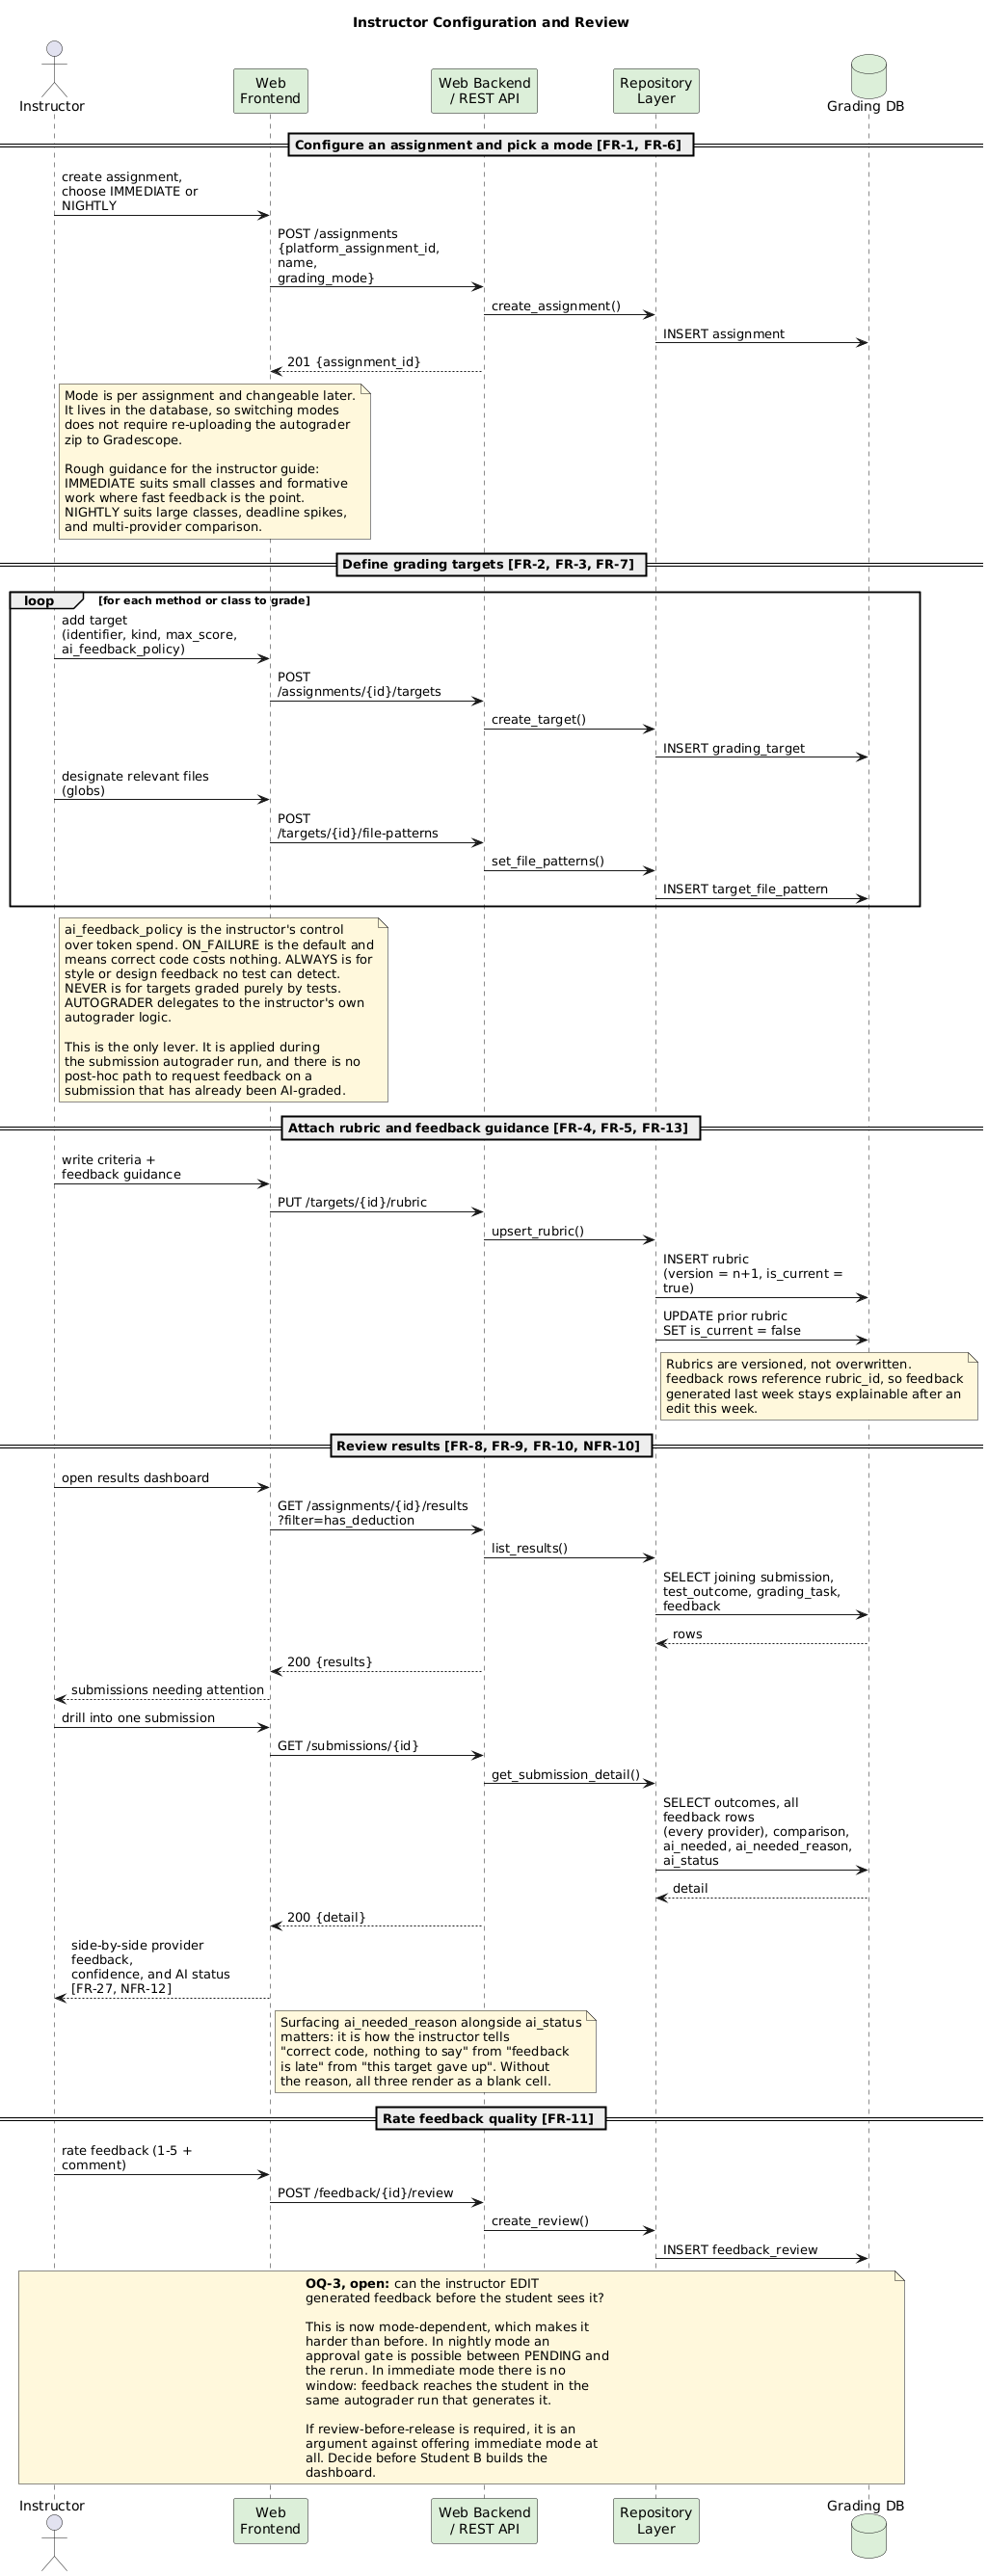 Instructor Configuration and Review
Instructor
Web
Frontend
Web Backend
/ REST API
Repository
Layer
Grading DB
Configure an assignment and pick a mode [FR-1, FR-6]
create assignment,
choose IMMEDIATE or
NIGHTLY
POST /assignments
{platform_assignment_id,
name,
grading_mode}
create_assignment()
INSERT assignment
201 {assignment_id}
Mode is per assignment and changeable later.
It lives in the database, so switching modes
does not require re-uploading the autograder
zip to Gradescope.
Rough guidance for the instructor guide:
IMMEDIATE suits small classes and formative
work where fast feedback is the point.
NIGHTLY suits large classes, deadline spikes,
and multi-provider comparison.
Define grading targets [FR-2, FR-3, FR-7]
loop
[for each method or class to grade]
add target
(identifier, kind, max_score,
ai_feedback_policy)
POST
/assignments/{id}/targets
create_target()
INSERT grading_target
designate relevant files
(globs)
POST
/targets/{id}/file-patterns
set_file_patterns()
INSERT target_file_pattern
ai_feedback_policy is the instructor's control
over token spend. ON_FAILURE is the default and
means correct code costs nothing. ALWAYS is for
style or design feedback no test can detect.
NEVER is for targets graded purely by tests.
AUTOGRADER delegates to the instructor's own
autograder logic.
This is the only lever. It is applied during
the submission autograder run, and there is no
post-hoc path to request feedback on a
submission that has already been AI-graded.
Attach rubric and feedback guidance [FR-4, FR-5, FR-13]
write criteria +
feedback guidance
PUT /targets/{id}/rubric
upsert_rubric()
INSERT rubric
(version = n+1, is_current =
true)
UPDATE prior rubric
SET is_current = false
Rubrics are versioned, not overwritten.
feedback rows reference rubric_id, so feedback
generated last week stays explainable after an
edit this week.
Review results [FR-8, FR-9, FR-10, NFR-10]
open results dashboard
GET /assignments/{id}/results
?filter=has_deduction
list_results()
SELECT joining submission,
test_outcome, grading_task,
feedback
rows
200 {results}
submissions needing attention
drill into one submission
GET /submissions/{id}
get_submission_detail()
SELECT outcomes, all
feedback rows
(every provider), comparison,
ai_needed, ai_needed_reason,
ai_status
detail
200 {detail}
side-by-side provider
feedback,
confidence, and AI status
[FR-27, NFR-12]
Surfacing ai_needed_reason alongside ai_status
matters: it is how the instructor tells
"correct code, nothing to say" from "feedback
is late" from "this target gave up". Without
the reason, all three render as a blank cell.
Rate feedback quality [FR-11]
rate feedback (1-5 +
comment)
POST /feedback/{id}/review
create_review()
INSERT feedback_review
OQ-3, open: can the instructor EDIT
generated feedback before the student sees it?
This is now mode-dependent, which makes it
harder than before. In nightly mode an
approval gate is possible between PENDING and
the rerun. In immediate mode there is no
window: feedback reaches the student in the
same autograder run that generates it.
If review-before-release is required, it is an
argument against offering immediate mode at
all. Decide before Student B builds the
dashboard.
Instructor
Web
Frontend
Web Backend
/ REST API
Repository
Layer
Grading DB